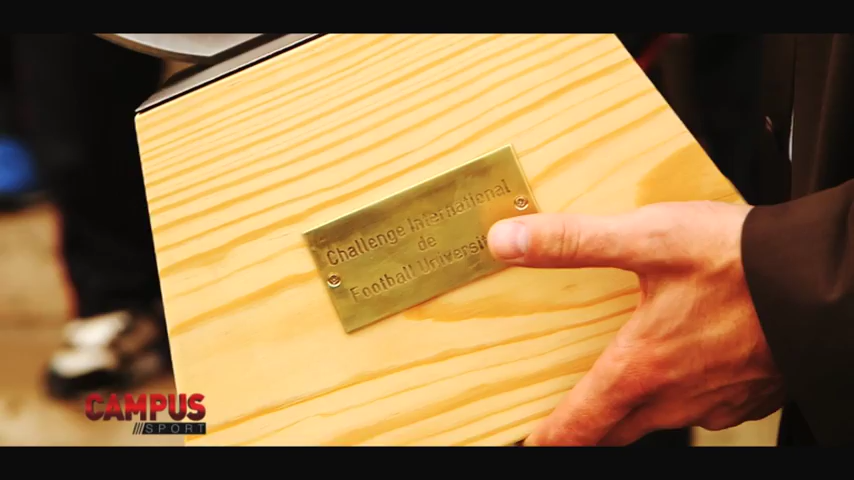 Challenge International
de
Football Universit
CAMPUS
///SPORT